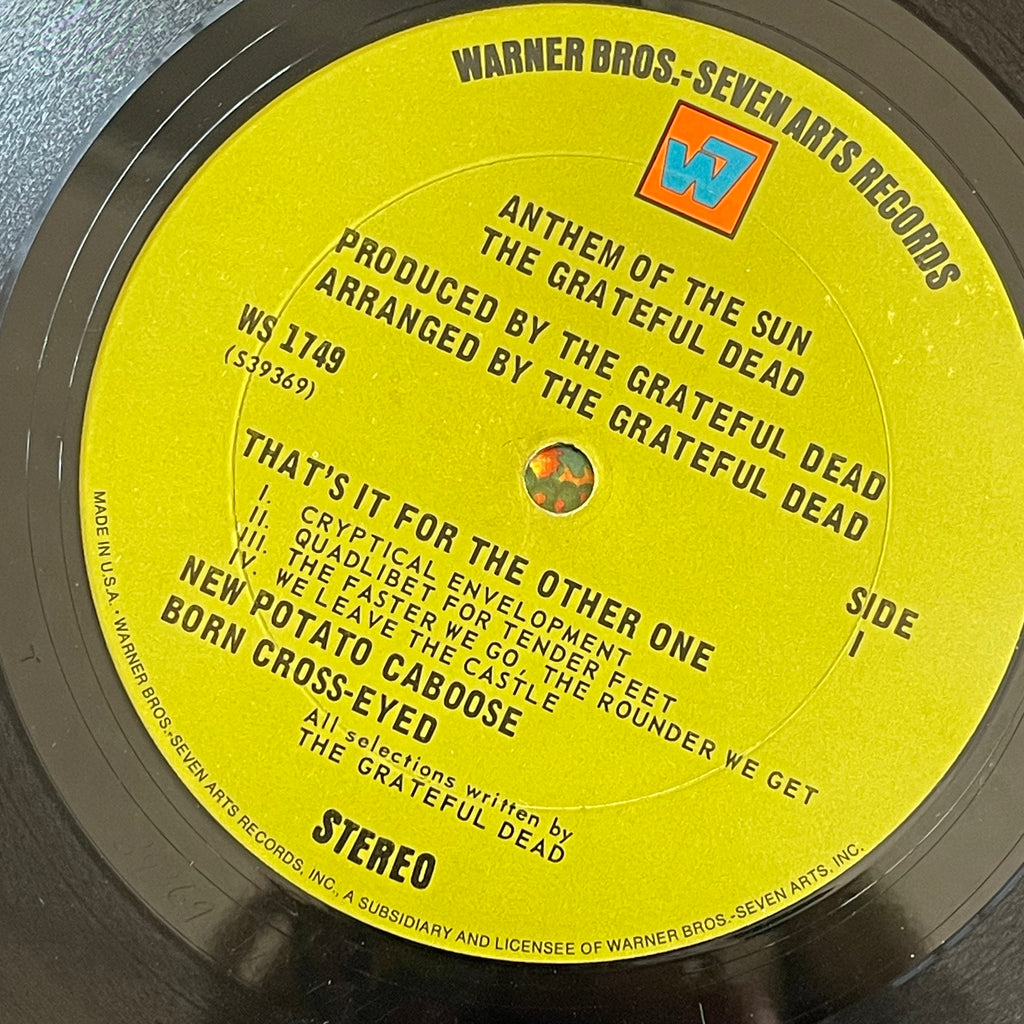 WARNER BROS.-SEVEN ARTS RECORDS
W7
ANTHEM OF THE SUN
THE GRATEFUL DEAD
PRODUCED BY THE GRATEFUL DEAD
ARRANGED BY THE GRATEFUL DEAD
WS 1749
(S39369)
SIDE
1
THAT'S IT FOR THE OTHER ONE
I. CRYPTICAL ENVELOPMENT
II. QUADLIBET FOR TENDER FEET
III. THE FASTER WE GO, THE ROUNDER WE GET
IV. WE LEAVE THE CASTLE
NEW POTATO CABOOSE
BORN CROSS-EYED
All selections written by
THE GRATEFUL DEAD
STEREO
MADE IN U.S.A. • WARNER BROS.-SEVEN ARTS RECORDS, INC., A SUBSIDIARY AND LICENSEE OF WARNER BROS.-SEVEN ARTS, INC.